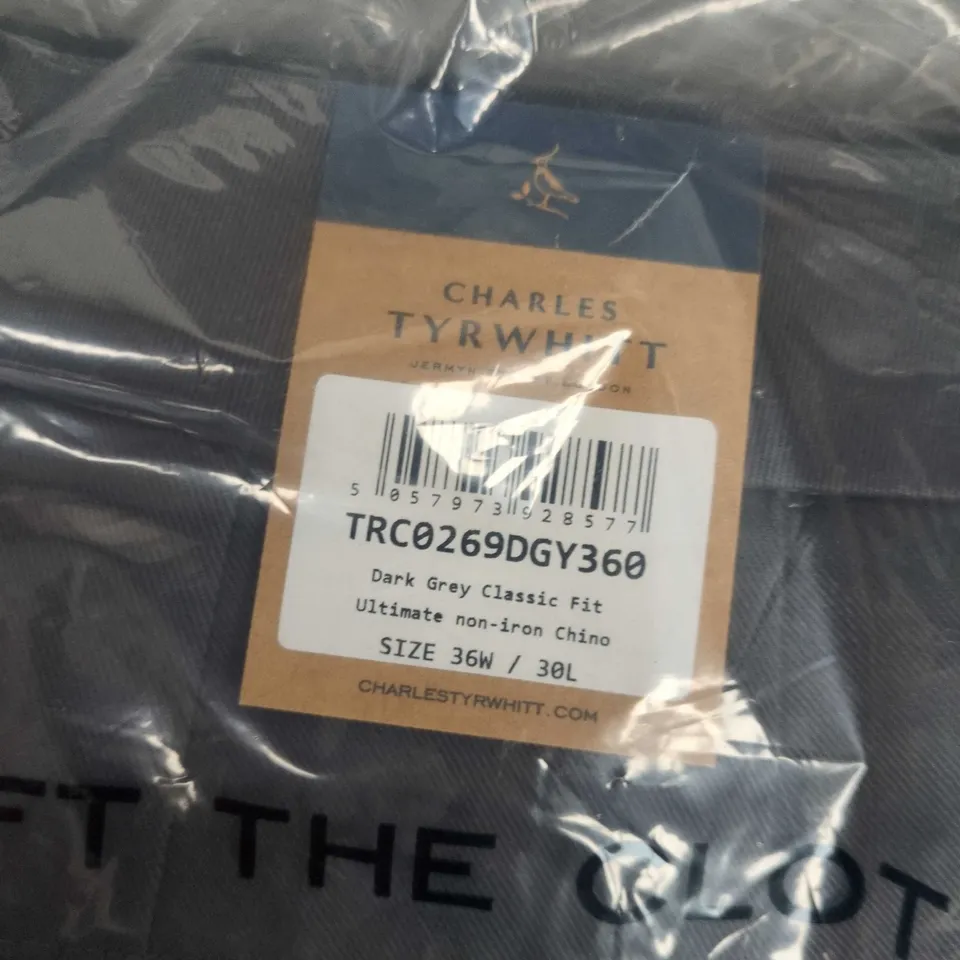 CHARLES
TYRWHITT
5 057973 928577
TRC0269DGY360
Dark Grey Classic Fit
Ultimate non-iron Chino
SIZE 36W / 30L
CHARLESTYRWHITT.COM
THE